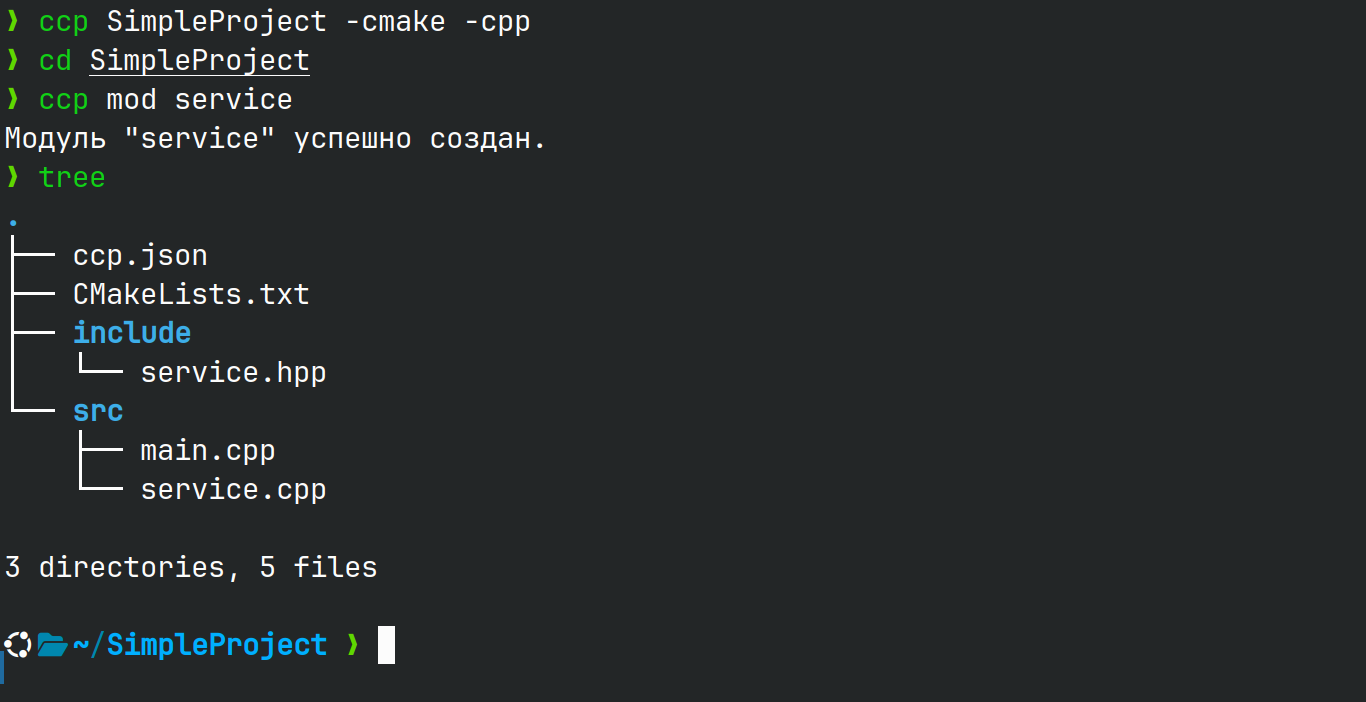 ❯ ccp SimpleProject -cmake -cpp
❯ cd SimpleProject
❯ ccp mod service
Модуль "service" успешно создан.
❯ tree
.
├── ccp.json
├── CMakeLists.txt
├── include
│   └── service.hpp
└── src
    ├── main.cpp
    └── service.cpp
3 directories, 5 files
~/SimpleProject ❯